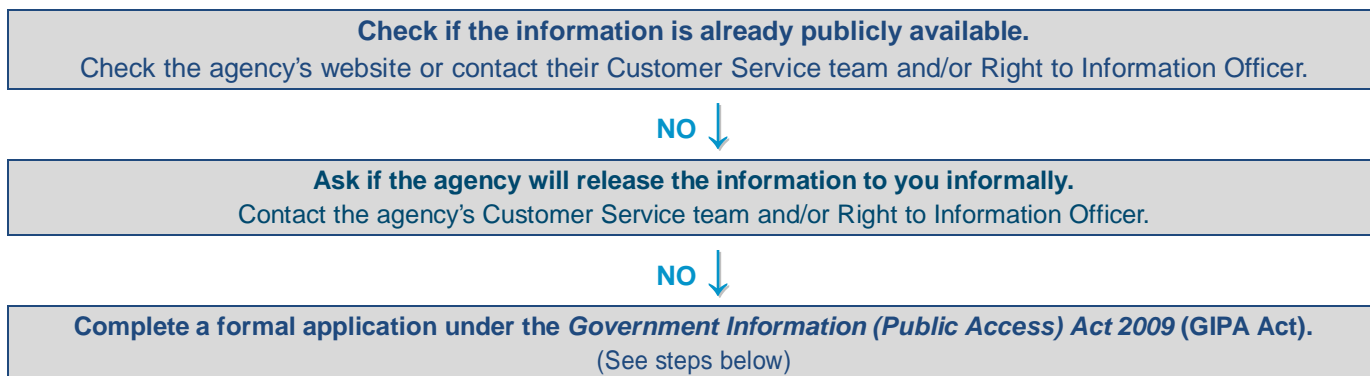 Check if the information is already publicly available.
Check the agency's website or contact their Customer Service team and/or Right to Information Officer.
NO
Ask if the agency will release the information to you informally.
Contact the agency's Customer Service team and/or Right to Information Officer.
NO
Complete a formal application under the Government Information (Public Access) Act 2009 (GIPA Act).
(See steps below)